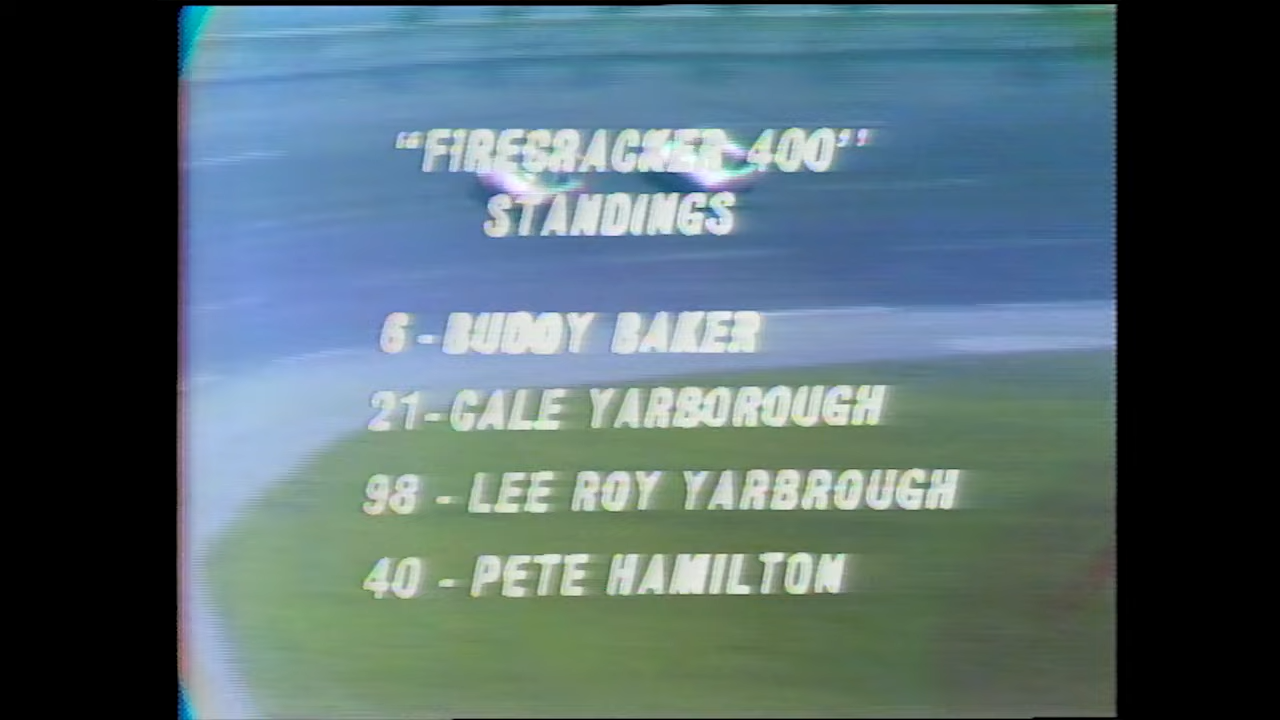 "FIRECRACKER 400"
STANDINGS
6 - BUDDY BAKER
21 - CALE YARBOROUGH
98 - LEE ROY YARBROUGH
40 - PETE HAMILTON